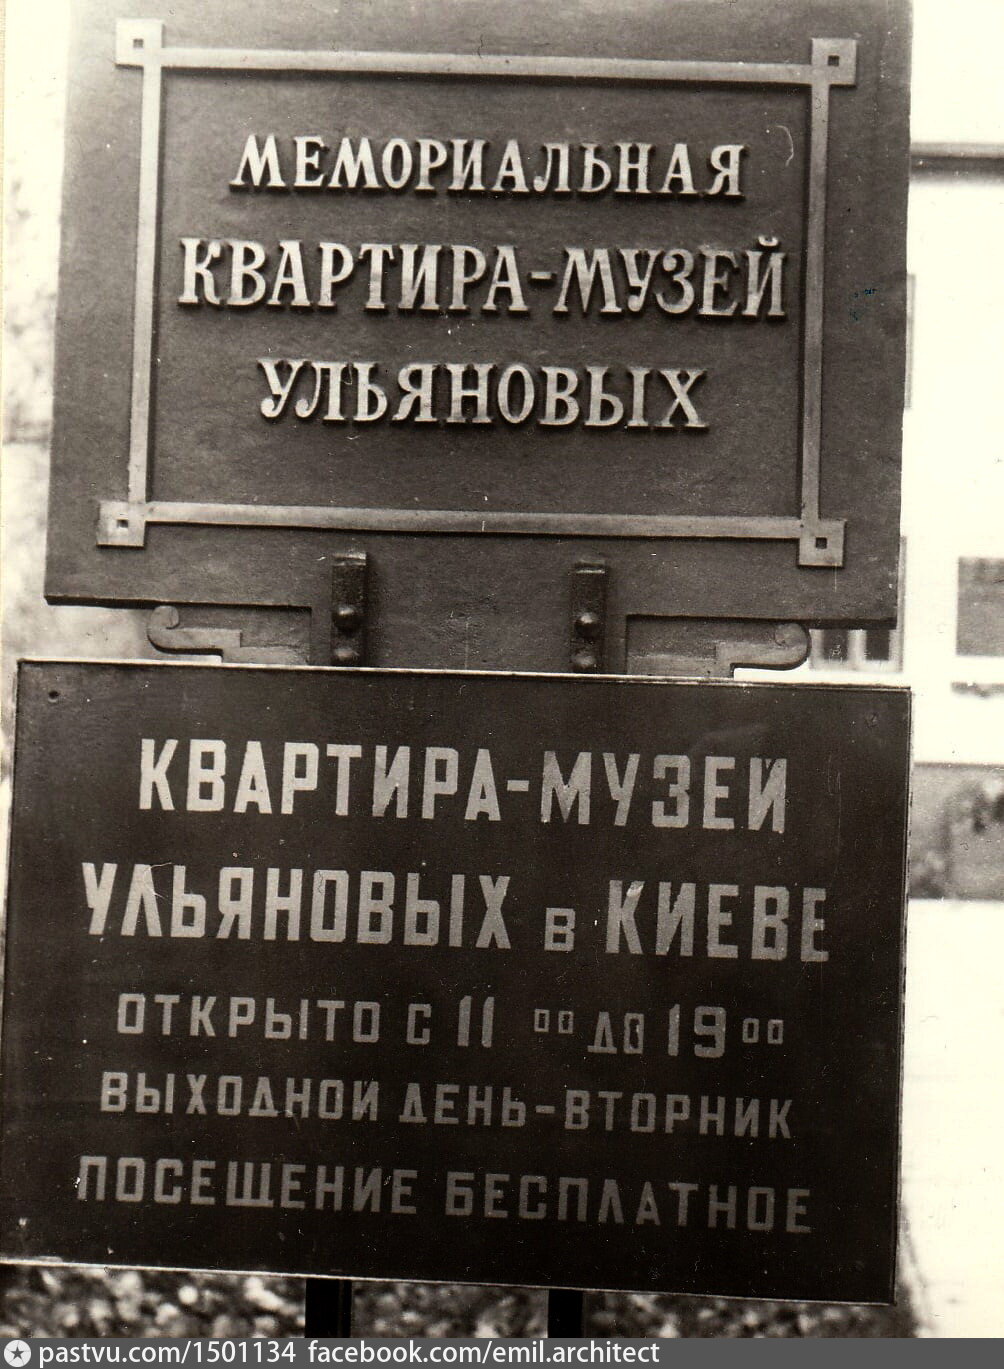 МЕМОРИАЛЬНАЯ
КВАРТИРА-МУЗЕЙ
УЛЬЯНОВЫХ
КВАРТИРА-МУЗЕЙ
УЛЬЯНОВЫХ в КИЕВЕ
ОТКРЫТО С 11 00 ДО 19 00
ВЫХОДНОЙ ДЕНЬ-ВТОРНИК
ПОСЕЩЕНИЕ БЕСПЛАТНОЕ
pastvu.com/1501134 facebook.com/emil.architect